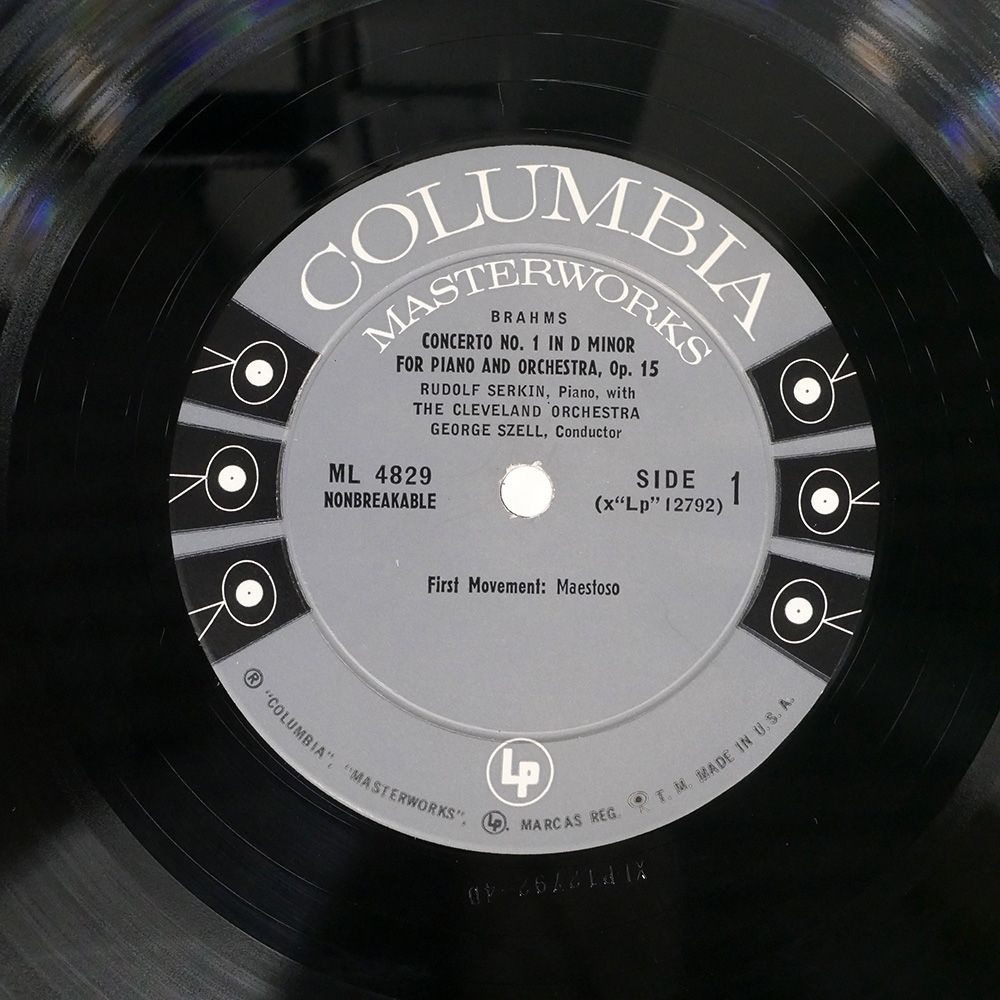 COLUMBIA
MASTERWORKS
BRAHMS
CONCERTO NO. 1 IN D MINOR
FOR PIANO AND ORCHESTRA, Op. 15
RUDOLF SERKIN, Piano, with
THE CLEVELAND ORCHESTRA
GEORGE SZELL, Conductor
ML 4829
NONBREAKABLE
SIDE 1
(x“Lp” 12792)
First Movement: Maestoso
Lp
® “COLUMBIA”, “MASTERWORKS”, Lp. MARCAS REG. T. M. MADE IN U. S. A.
XLP12792-4D